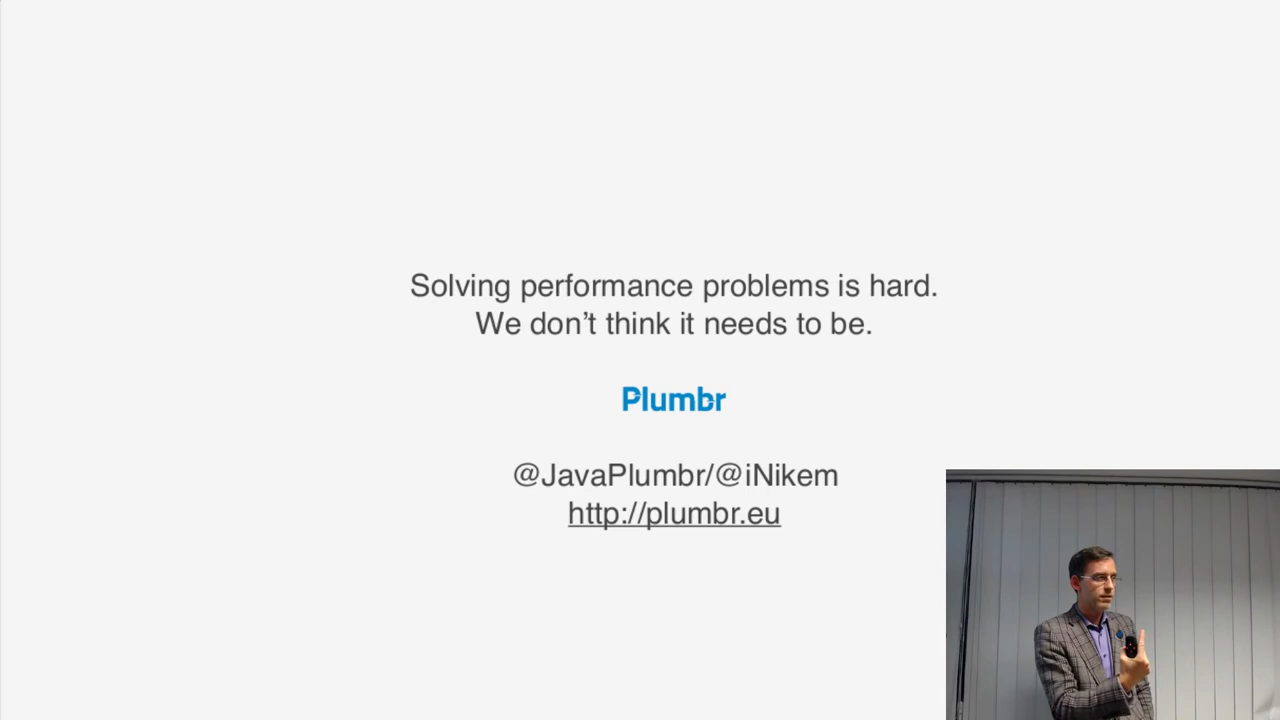 Solving performance problems is hard.
We don’t think it needs to be.
Plumbr
@JavaPlumbr/@iNikem
http://plumbr.eu